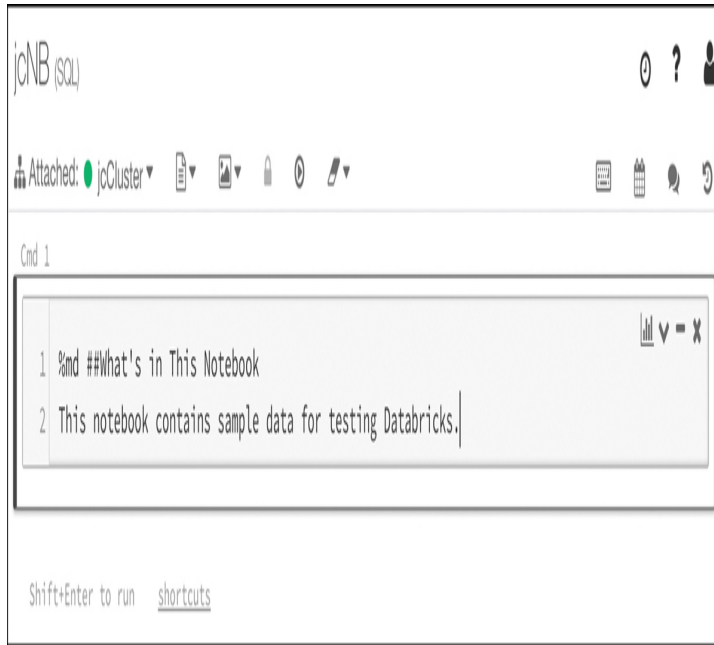 jcNB (SQL)
?
Attached: jcCluster
Cmd 1
1 %md ##What's in This Notebook
2 This notebook contains sample data for testing Databricks.
Shift+Enter to run shortcuts